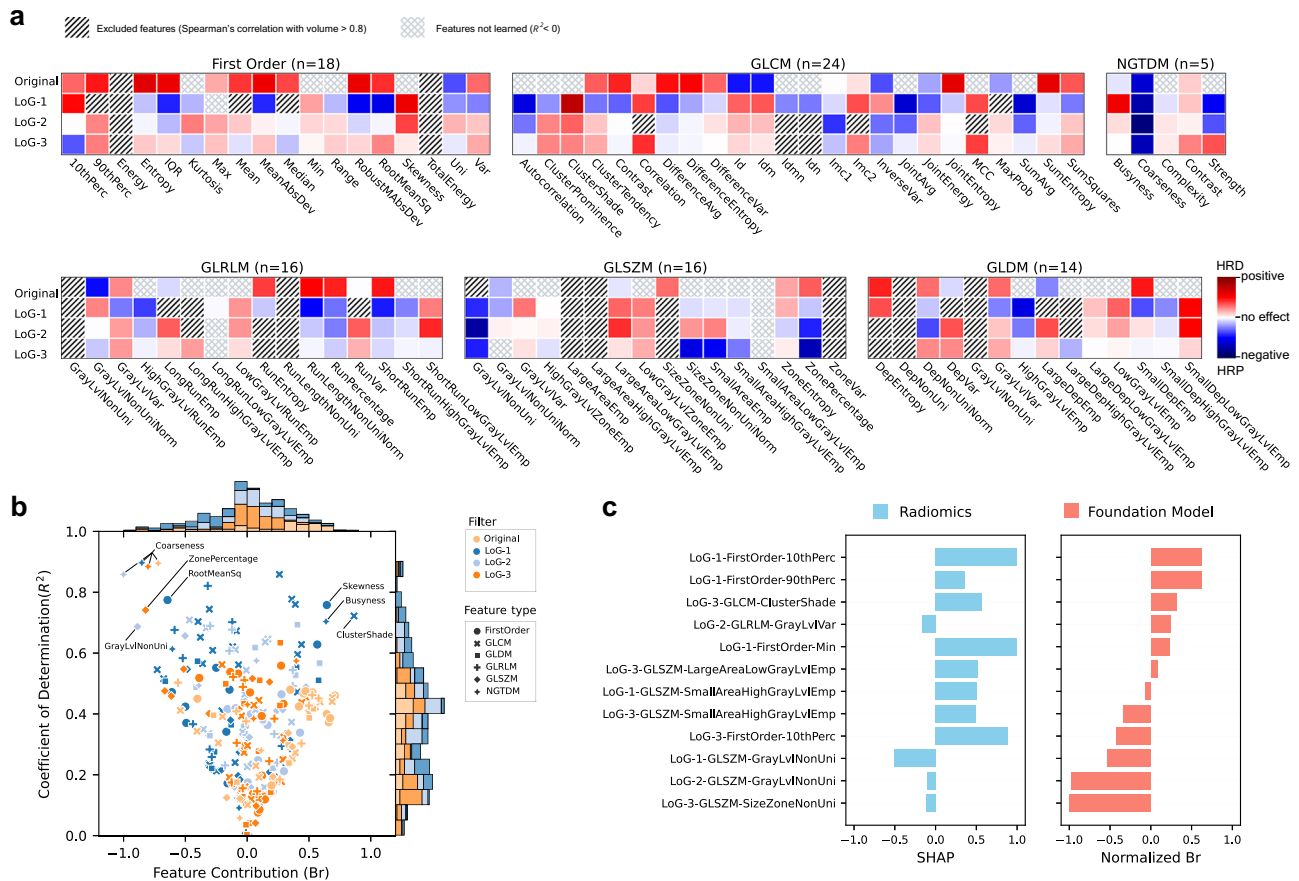 a
Excluded features (Spearman's correlation with volume > 0.8)
Features not learned (R²< 0)
First Order (n=18)
GLCM (n=24)
NGTDM (n=5)
Original
LoG-1
LoG-2
LoG-3
10thPerc
90thPerc
Energy
Entropy
IQR
Kurtosis
Max
Mean
MeanAbsDev
Median
Min
Range
RobustMAbsDev
RootMeanSq
Skewness
TotalEnergy
Uni
Var
Autocorrelation
ClusterProminence
ClusterShade
ClusterTendency
Contrast
Correlation
DifferenceAvg
DifferenceEntropy
DifferenceVar
Id
Idm
Idmn
Idn
Imc1
Imc2
InverseVar
JointAvg
JointEnergy
JointEntropy
MCC
MaxProb
SumAvg
SumEntropy
SumSquares
Busyness
Coarseness
Complexity
Contrast
Strength
GLRLM (n=16)
GLSZM (n=16)
GLDM (n=14)
Original
LoG-1
LoG-2
LoG-3
GrayLvlNonUni
GrayLvlNonUniNorm
GrayLvlVar
HighGrayLvlRunEmp
LongRunEmp
LongRunHighGrayLvlEmp
LongRunLowGrayLvlEmp
LowGrayLvlRunEmp
RunEntropy
RunLengthNonUni
RunLengthNonUniNorm
RunPercentage
RunVar
ShortRunEmp
ShortRunHighGrayLvlEmp
ShortRunLowGrayLvlEmp
GrayLvlNonUni
GrayLvlNonUniNorm
GrayLvlVar
HighGrayLvlZoneEmp
LargeAreaEmp
LargeAreaHighGrayLvlEmp
LargeAreaLowGrayLvlEmp
LowGrayLvlZoneEmp
SizeZoneNonUni
SizeZoneNonUniNorm
SmallAreaEmp
SmallAreaHighGrayLvlEmp
SmallAreaLowGrayLvlEmp
ZoneEntropy
ZonePercentage
ZoneVar
DepEntropy
DepNonUni
DepNonUniNorm
DepVar
GrayLvlNonUni
GrayLvlVar
HighGrayLvlEmp
LargeDepEmp
LargeDepHighGrayLvlEmp
LargeDepLowGrayLvlEmp
LowGrayLvlEmp
SmallDepEmp
SmallDepHighGrayLvlEmp
SmallDepLowGrayLvlEmp
HRD
positive
no effect
negative
HRP
b
Coefficient of Determination(R²)
1.0
0.8
0.6
0.4
0.2
0.0
−1.0
−0.5
0.0
0.5
1.0
Feature Contribution (Br)
Coarseness
ZonePercentage
RootMeanSq
GrayLvlNonUni
Skewness
Busyness
ClusterShade
Filter
Original
LoG-1
LoG-2
LoG-3
Feature type
FirstOrder
GLCM
GLDM
GLRLM
GLSZM
NGTDM
c
Radiomics
Foundation Model
LoG-1-FirstOrder-10thPerc
LoG-1-FirstOrder-90thPerc
LoG-3-GLCM-ClusterShade
LoG-2-GLRLM-GrayLvlVar
LoG-1-FirstOrder-Min
LoG-3-GLSZM-LargeAreaLowGrayLvlEmp
LoG-1-GLSZM-SmallAreaHighGrayLvlEmp
LoG-3-GLSZM-SmallAreaHighGrayLvlEmp
LoG-3-FirstOrder-10thPerc
LoG-1-GLSZM-GrayLvlNonUni
LoG-2-GLSZM-GrayLvlNonUni
LoG-3-GLSZM-SizeZoneNonUni
−1.0 −0.5 0.0 0.5 1.0
SHAP
−1.0 −0.5 0.0 0.5 1.0
Normalized Br